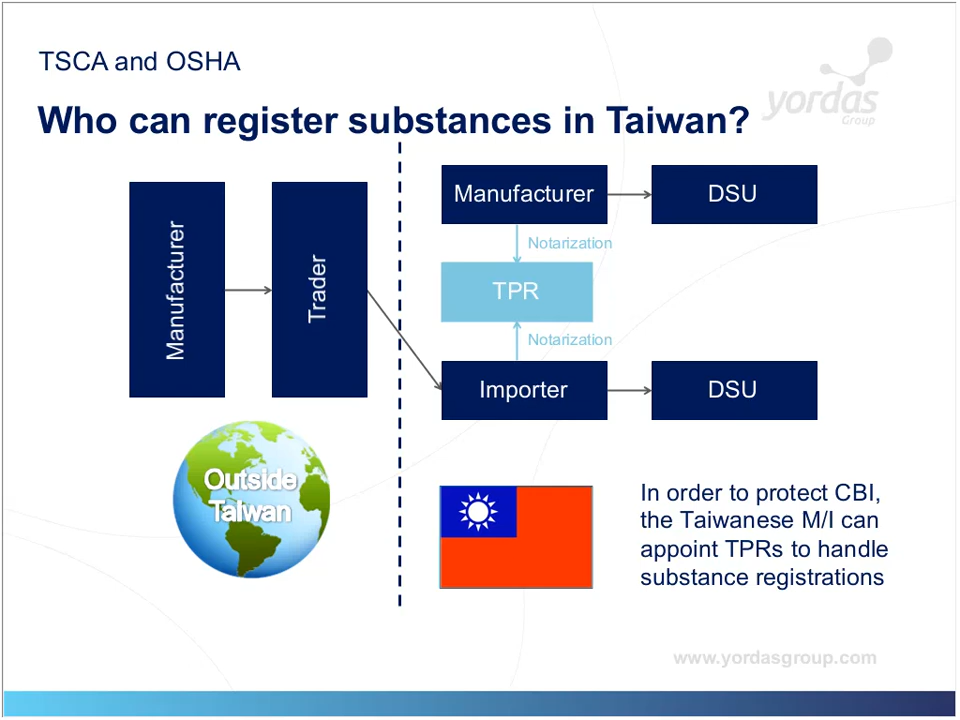 TSCA and OSHA
yordas
Group
Who can register substances in Taiwan?
Manufacturer
Trader
Manufacturer
DSU
Notarization
TPR
Notarization
Importer
DSU
Outside
Taiwan
In order to protect CBI,
the Taiwanese M/I can
appoint TPRs to handle
substance registrations
www.yordasgroup.com